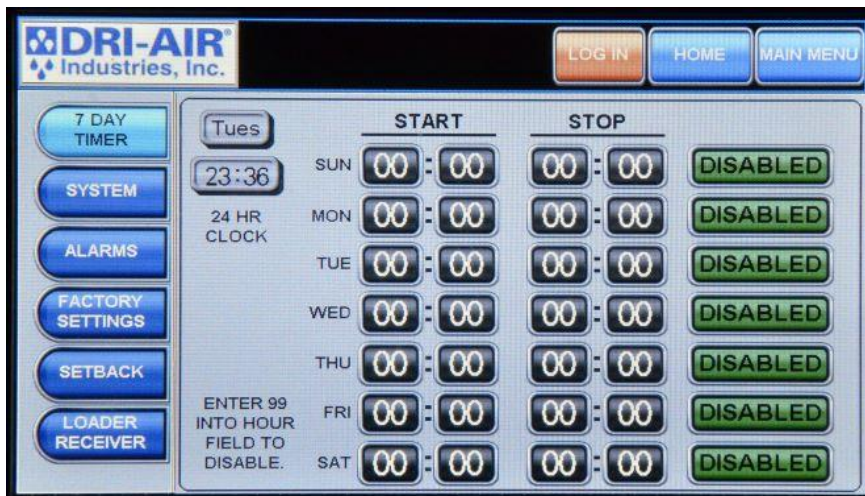 DRI-AIR®
Industries, Inc.
LOG IN
HOME
MAIN MENU
7 DAY
TIMER
SYSTEM
ALARMS
FACTORY
SETTINGS
SETBACK
LOADER
RECEIVER
Tues
23:36
24 HR
CLOCK
ENTER 99
INTO HOUR
FIELD TO
DISABLE.
START STOP
SUN 00:00 00:00 DISABLED
MON 00:00 00:00 DISABLED
TUE 00:00 00:00 DISABLED
WED 00:00 00:00 DISABLED
THU 00:00 00:00 DISABLED
FRI 00:00 00:00 DISABLED
SAT 00:00 00:00 DISABLED